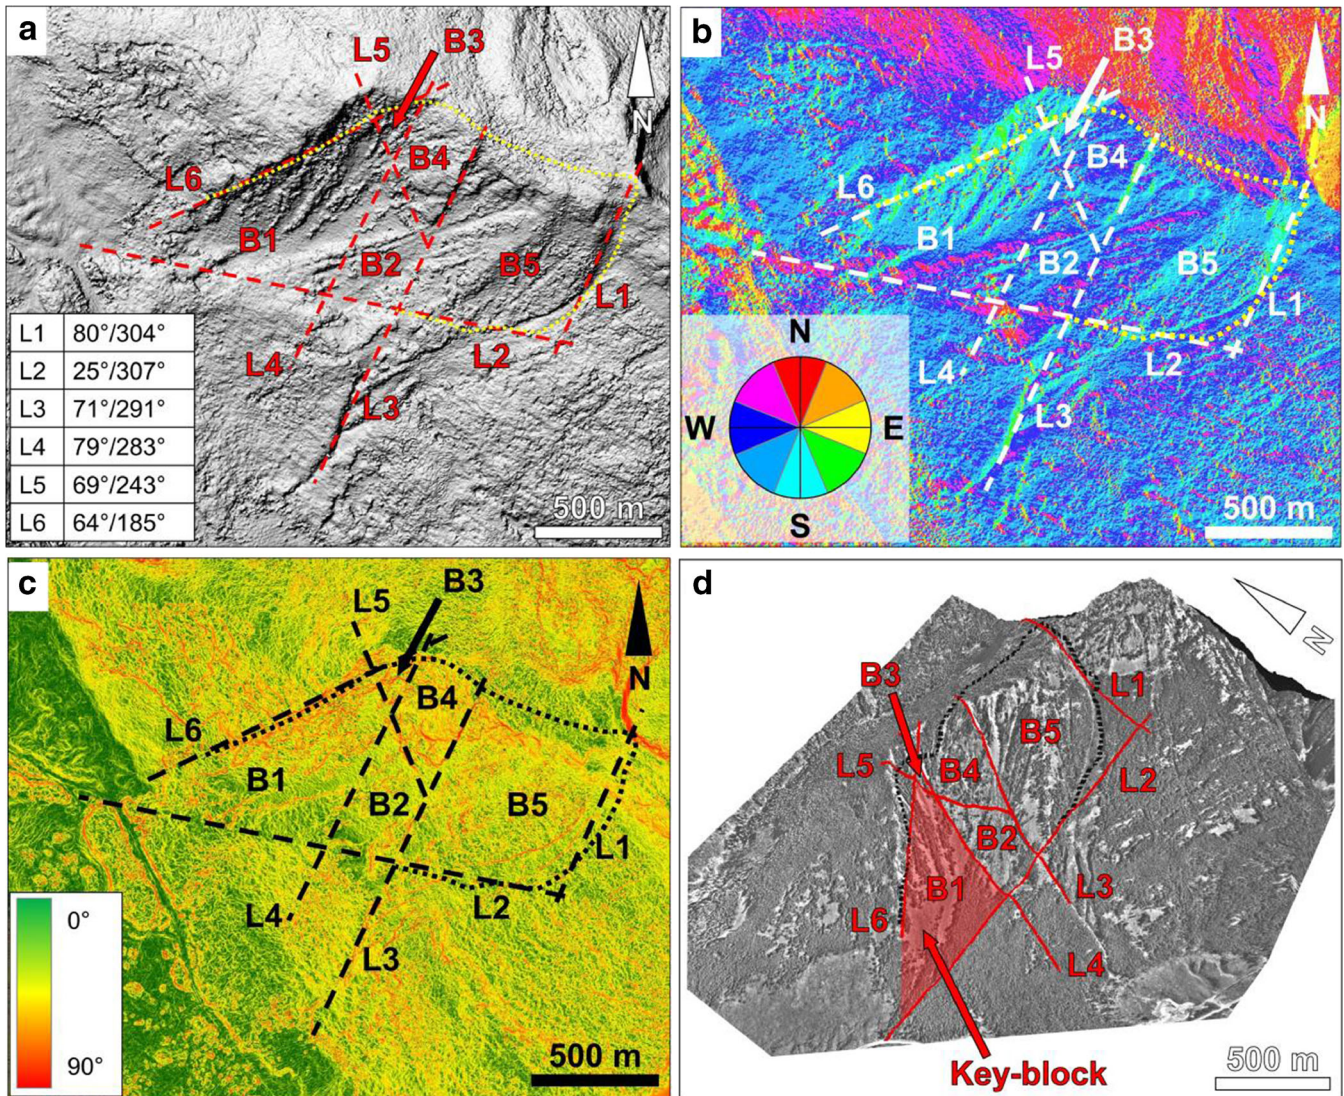 a
L5
B3
N
B4
L6
B1
B2
B5
L1
L1 80°/304°
L2 25°/307°
L3 71°/291°
L4 79°/283°
L5 69°/243°
L6 64°/185°
L4
L2
L3
500 m
b
L5
B3
N
B4
L6
B1
B2
B5
L1
N
L2
L4
W
E
L3
S
500 m
c
L5
B3
N
B4
L6
B1
B2
B5
L1
0°
L4
L2
L3
90°
500 m
d
N
B3
L1
L5
B4
B5
L2
B2
B1
L3
L6
L4
Key-block
500 m